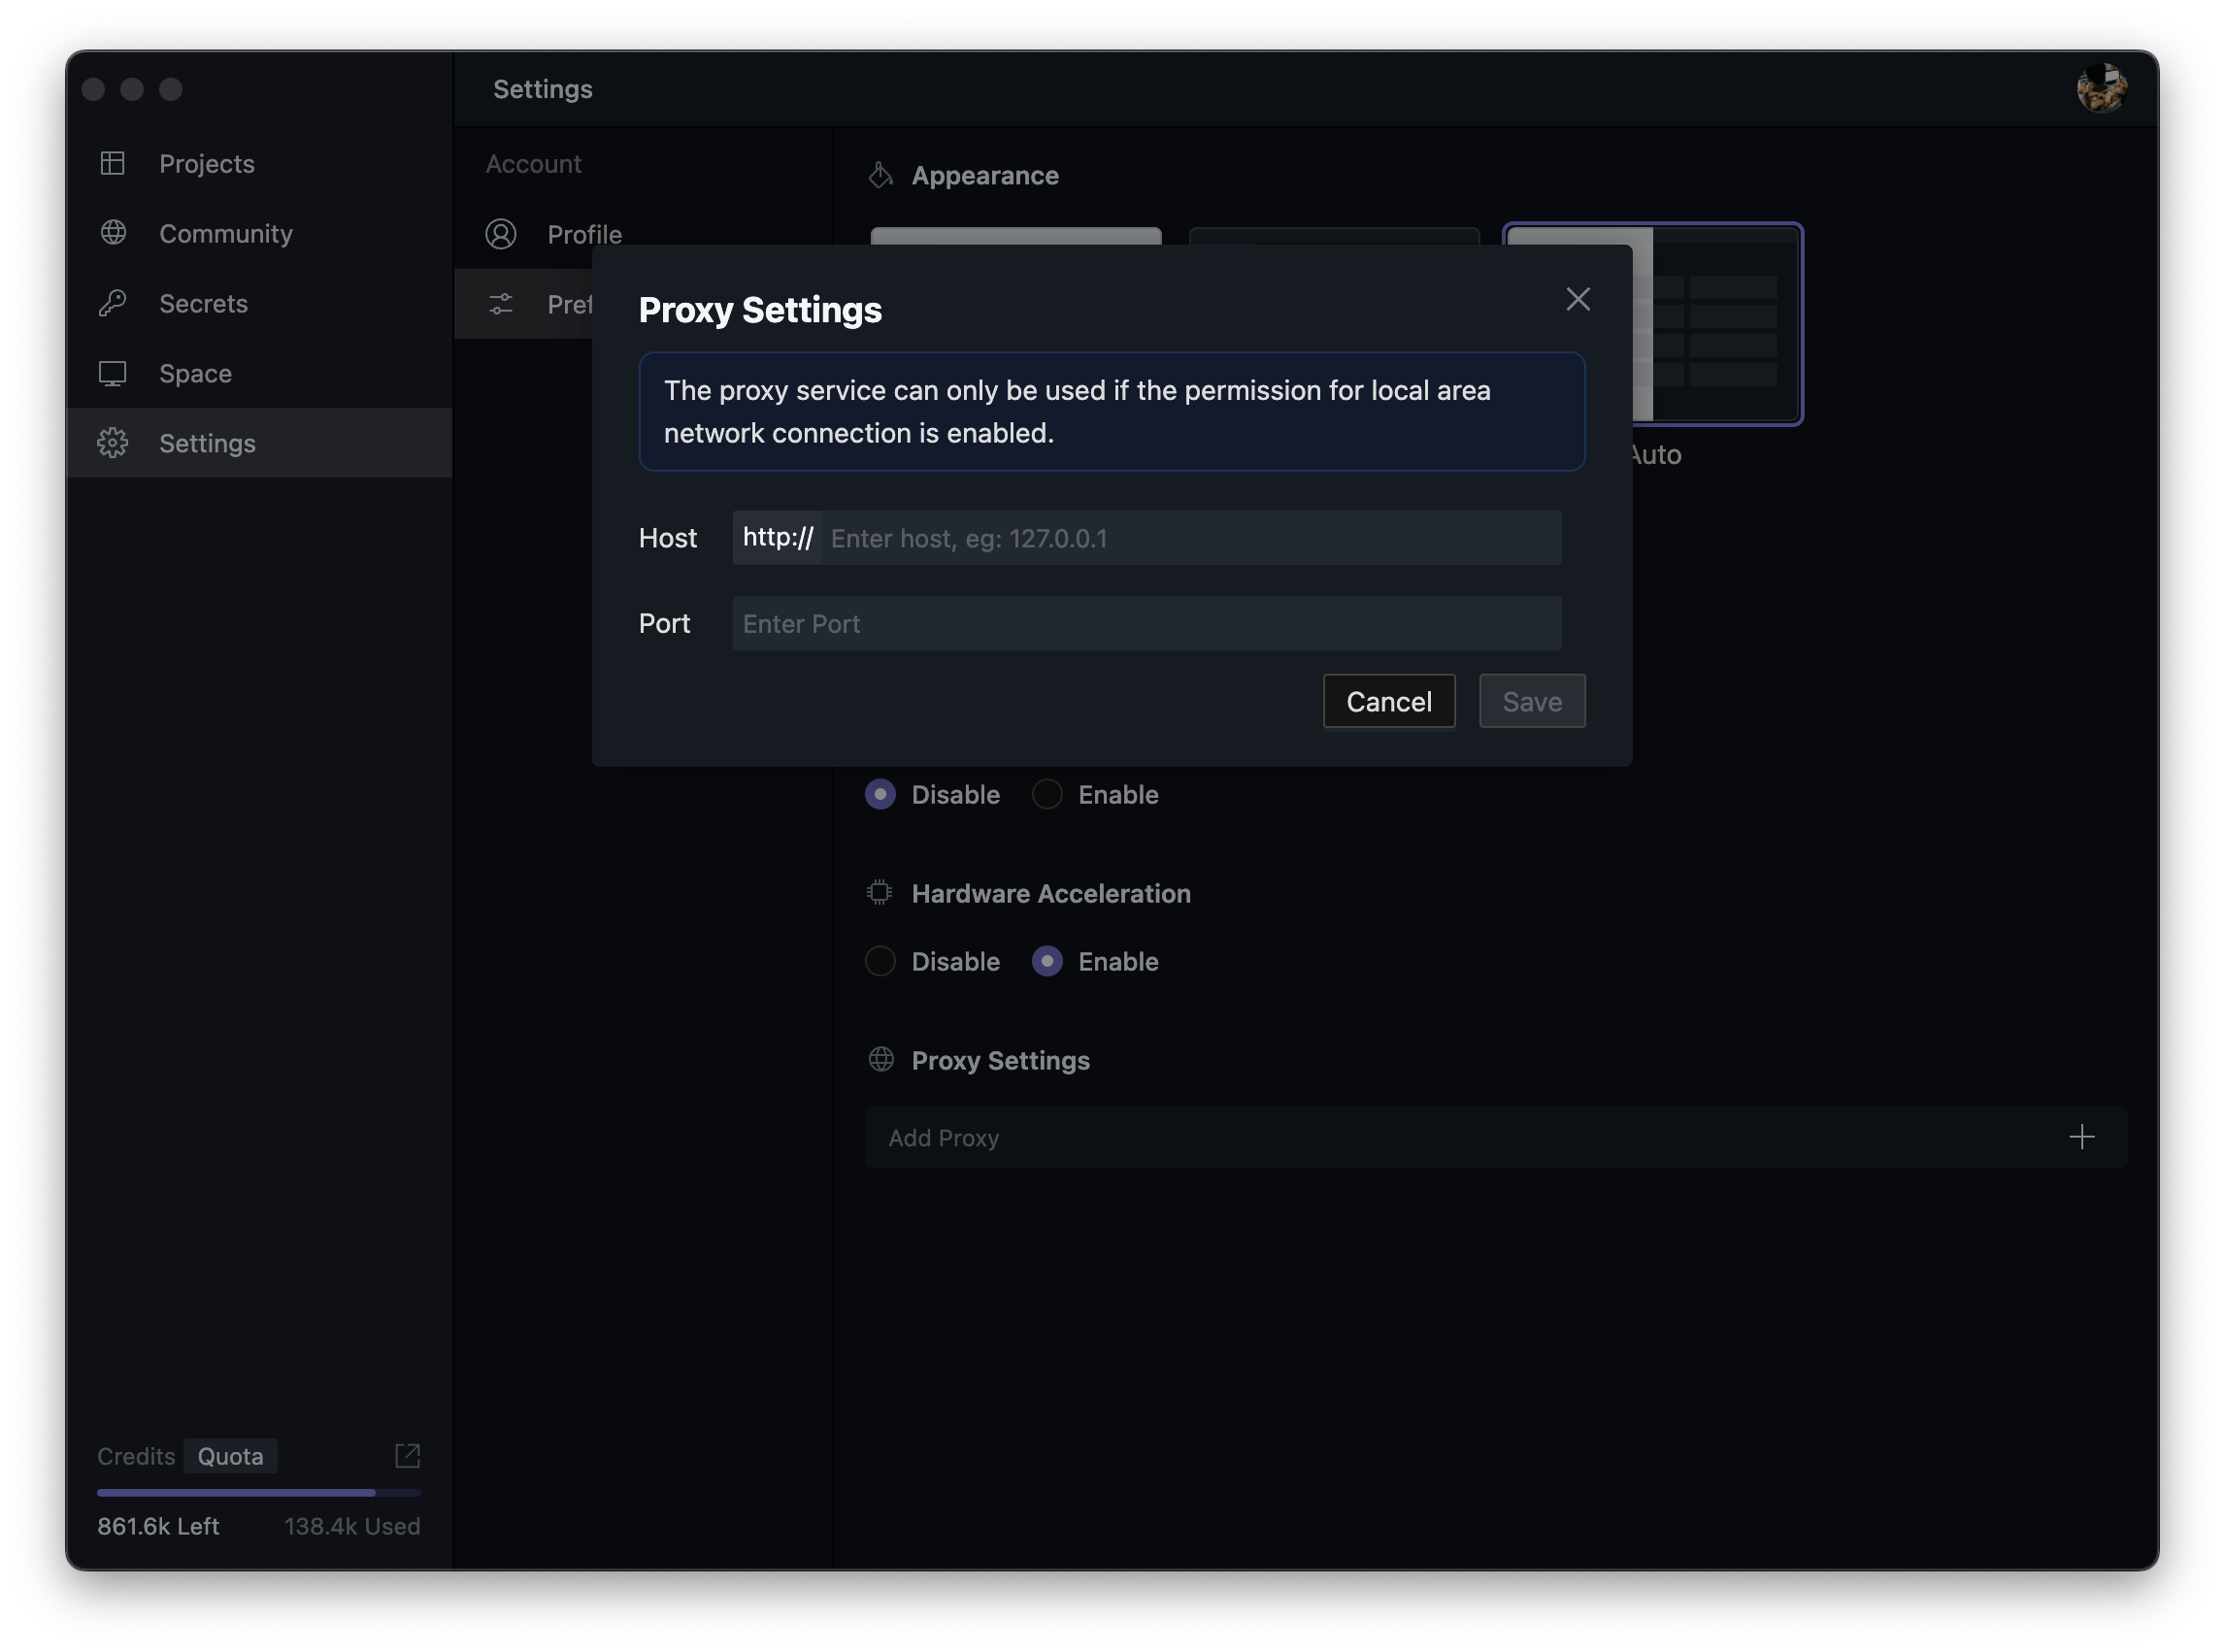 Settings
Projects
Community
Secrets
Space
Settings
Account
Profile
Pref
Appearance
Auto
Proxy Settings
The proxy service can only be used if the permission for local area
network connection is enabled.
Host
http://
Enter host, eg: 127.0.0.1
Port
Enter Port
Cancel
Save
Disable
Enable
Hardware Acceleration
Disable
Enable
Proxy Settings
Add Proxy
Credits
Quota
861.6k Left
138.4k Used